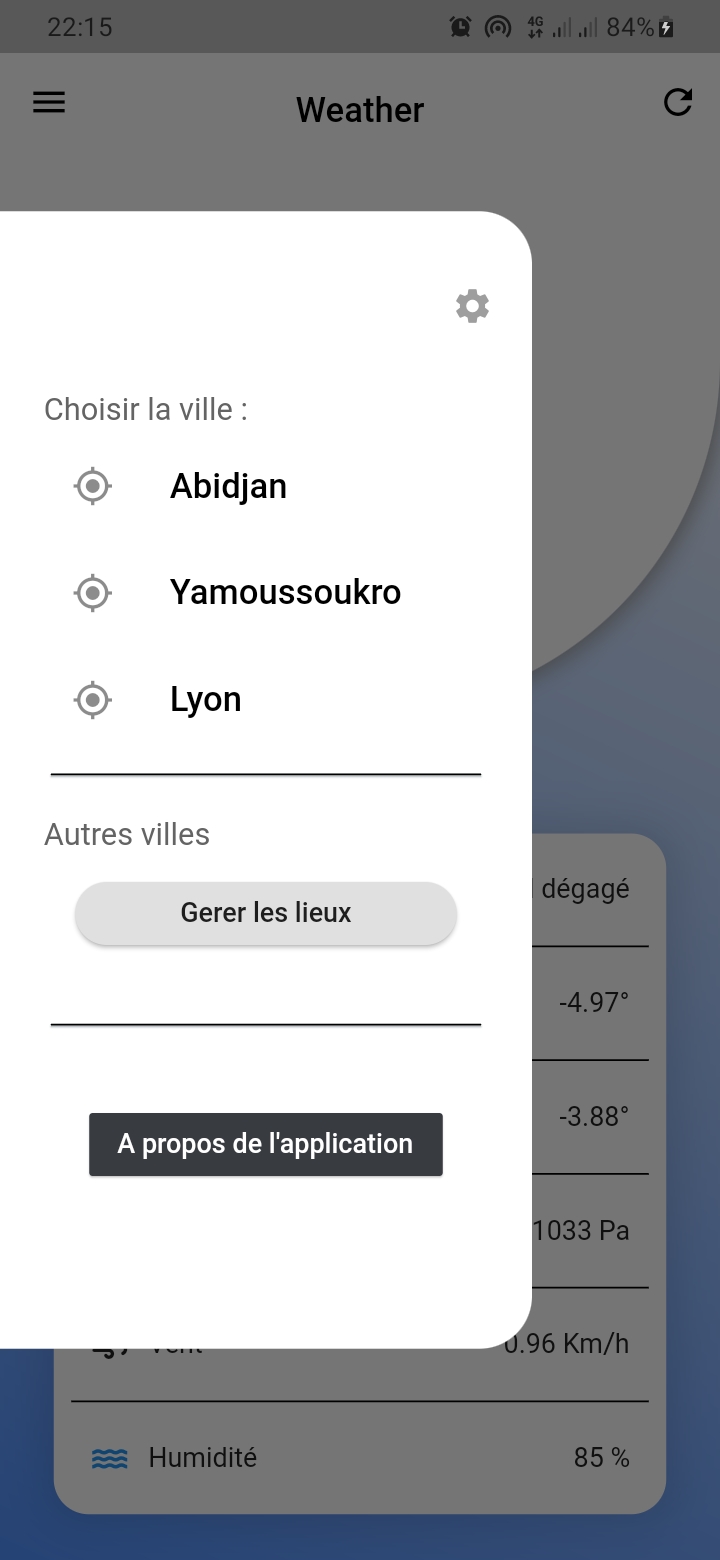 22:15 4G 84%
Weather
Choisir la ville :
Abidjan
Yamoussoukro
Lyon
Autres villes
dégagé
Gerer les lieux
-4.97°
-3.88°
A propos de l'application
1033 Pa
Vent 0.96 Km/h
Humidité 85 %